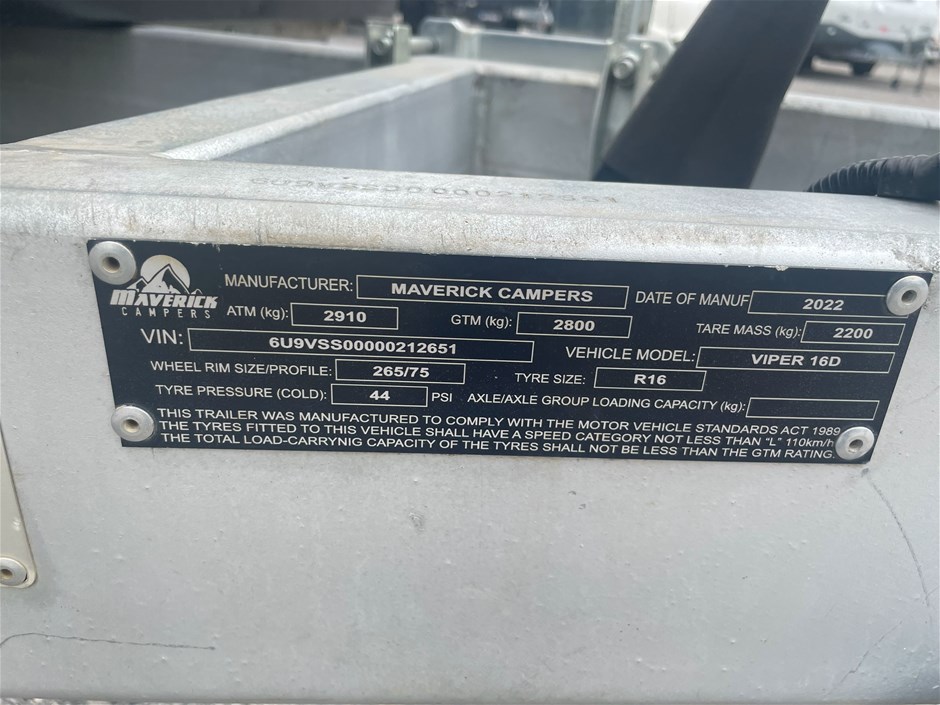 MAVERICK
CAMPERS
MANUFACTURER: MAVERICK CAMPERS DATE OF MANUF 2022
ATM (kg): 2910 GTM (kg): 2800 TARE MASS (kg): 2200
VIN: 6U9VSS00000212651 VEHICLE MODEL: VIPER 16D
WHEEL RIM SIZE/PROFILE: 265/75 TYRE SIZE: R16
TYRE PRESSURE (COLD): 44 PSI AXLE/AXLE GROUP LOADING CAPACITY (kg):
THIS TRAILER WAS MANUFACTURED TO COMPLY WITH THE MOTOR VEHICLE STANDARDS ACT 1989
THE TYRES FITTED TO THIS VEHICLE SHALL HAVE A SPEED CATEGORY NOT LESS THAN "L" 110km/h
THE TOTAL LOAD-CARRYNIG CAPACITY OF THE TYRES SHALL NOT BE LESS THAN THE GTM RATING.